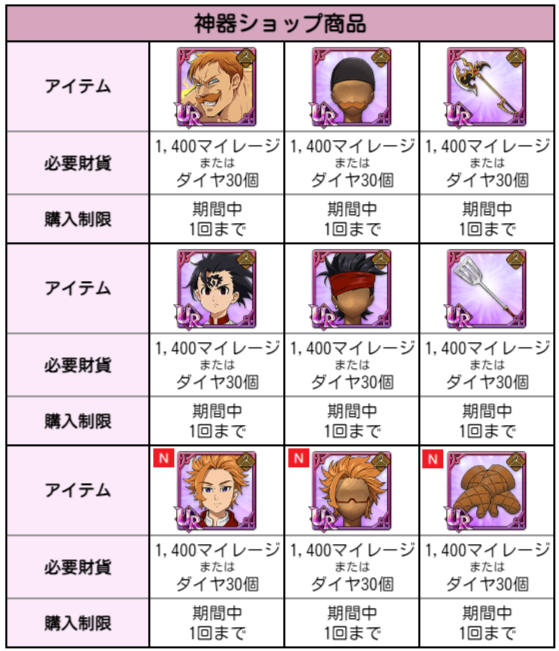 神器ショップ商品
アイテム
UR UR UR
必要財貨
1,400マイレージ 1,400マイレージ 1,400マイレージ
または または または
ダイヤ30個 ダイヤ30個 ダイヤ30個
購入制限
期間中 期間中 期間中
1回まで 1回まで 1回まで
アイテム
UR UR UR
必要財貨
1,400マイレージ 1,400マイレージ 1,400マイレージ
または または または
ダイヤ30個 ダイヤ30個 ダイヤ30個
購入制限
期間中 期間中 期間中
1回まで 1回まで 1回まで
N N N
アイテム
UR UR UR
必要財貨
1,400マイレージ 1,400マイレージ 1,400マイレージ
または または または
ダイヤ30個 ダイヤ30個 ダイヤ30個
購入制限
期間中 期間中 期間中
1回まで 1回まで 1回まで